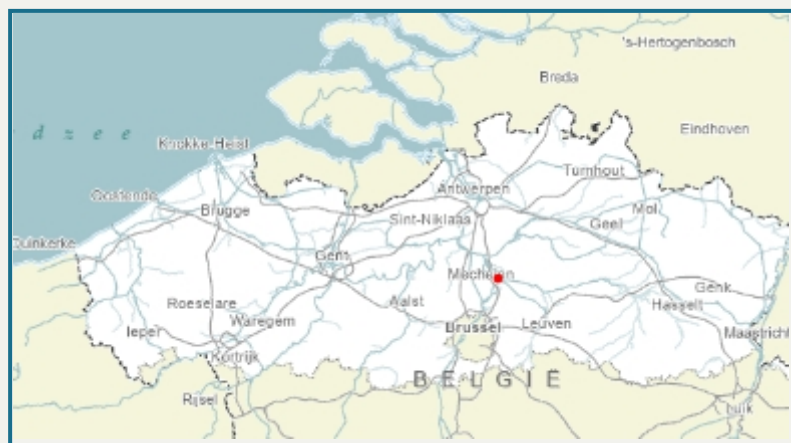 's-Hertogenbosch
Breda
d z e e
Eindhoven
Knokke-Heist
Turnhout
Antwerpen
Oostende
Mol
Brugge
Sint-Niklaas
Geel
Duinkerke
Gent
Mechelen
Genk
Roeselare
Aalst
Hasselt
Ieper
Waregem
Brussel
Leuven
Maastricht
Kortrijk
BELGIË
Rijsel
Luik